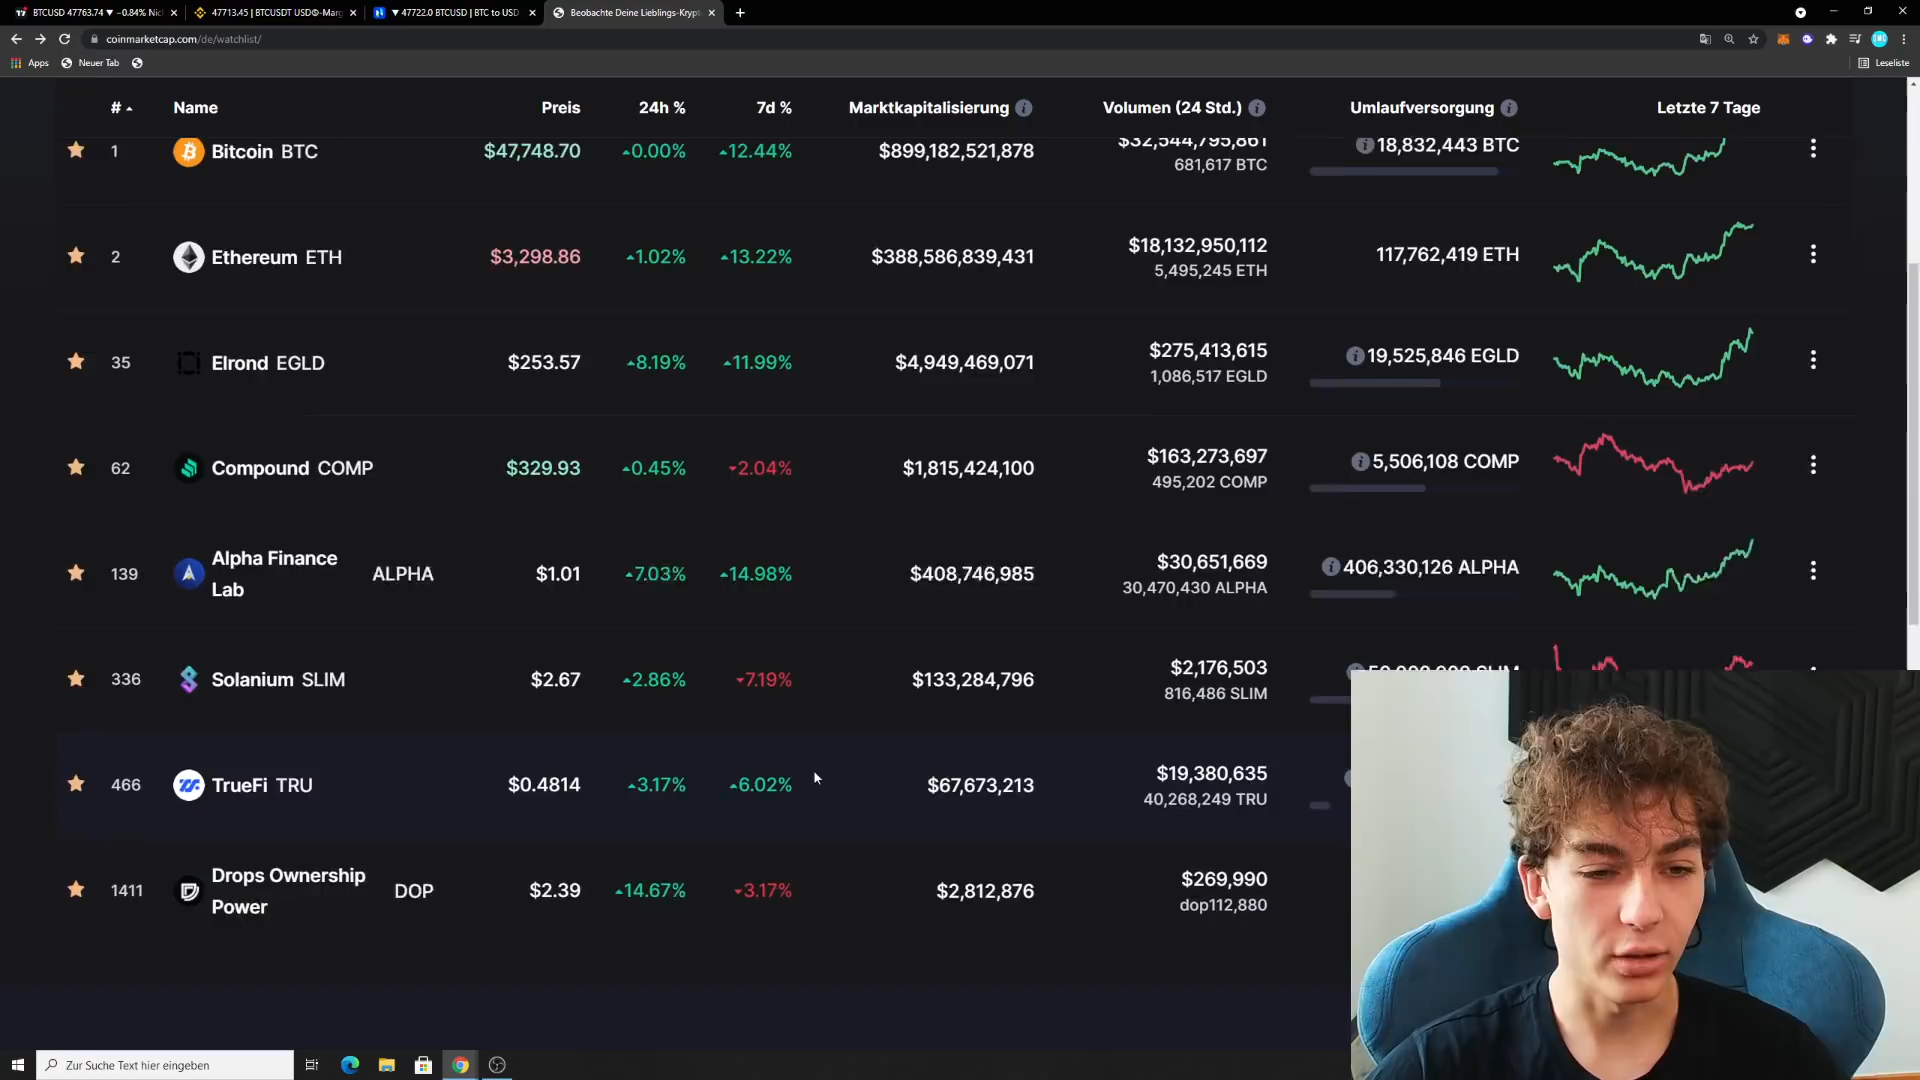 BTCUSD 47763.74 ▼ −0.84% Nic
47713.45 | BTCUSDT USDⓈ-Marg
▼ 47722.0 BTCUSD | BTC to USD
Beobachte Deine Lieblings-Krypt
coinmarketcap.com/de/watchlist/
Apps
Neuer Tab
Leseliste
# Name Preis 24h % 7d % Marktkapitalisierung Volumen (24 Std.) Umlaufversorgung Letzte 7 Tage
1 Bitcoin BTC $47,748.70 0.00% 12.44% $899,182,521,878 $32,544,795,861 18,832,443 BTC
681,617 BTC
2 Ethereum ETH $3,298.86 1.02% 13.22% $388,586,839,431 $18,132,950,112 117,762,419 ETH
5,495,245 ETH
35 Elrond EGLD $253.57 8.19% 11.99% $4,949,469,071 $275,413,615 19,525,846 EGLD
1,086,517 EGLD
62 Compound COMP $329.93 0.45% 2.04% $1,815,424,100 $163,273,697 5,506,108 COMP
495,202 COMP
139 Alpha Finance Lab ALPHA $1.01 7.03% 14.98% $408,746,985 $30,651,669 406,330,126 ALPHA
30,470,430 ALPHA
336 Solanium SLIM $2.67 2.86% 7.19% $133,284,796 $2,176,503
816,486 SLIM
466 TrueFi TRU $0.4814 3.17% 6.02% $67,673,213 $19,380,635
40,268,249 TRU
1411 Drops Ownership Power DOP $2.39 14.67% 3.17% $2,812,876 $269,990
dop112,880
Zur Suche Text hier eingeben